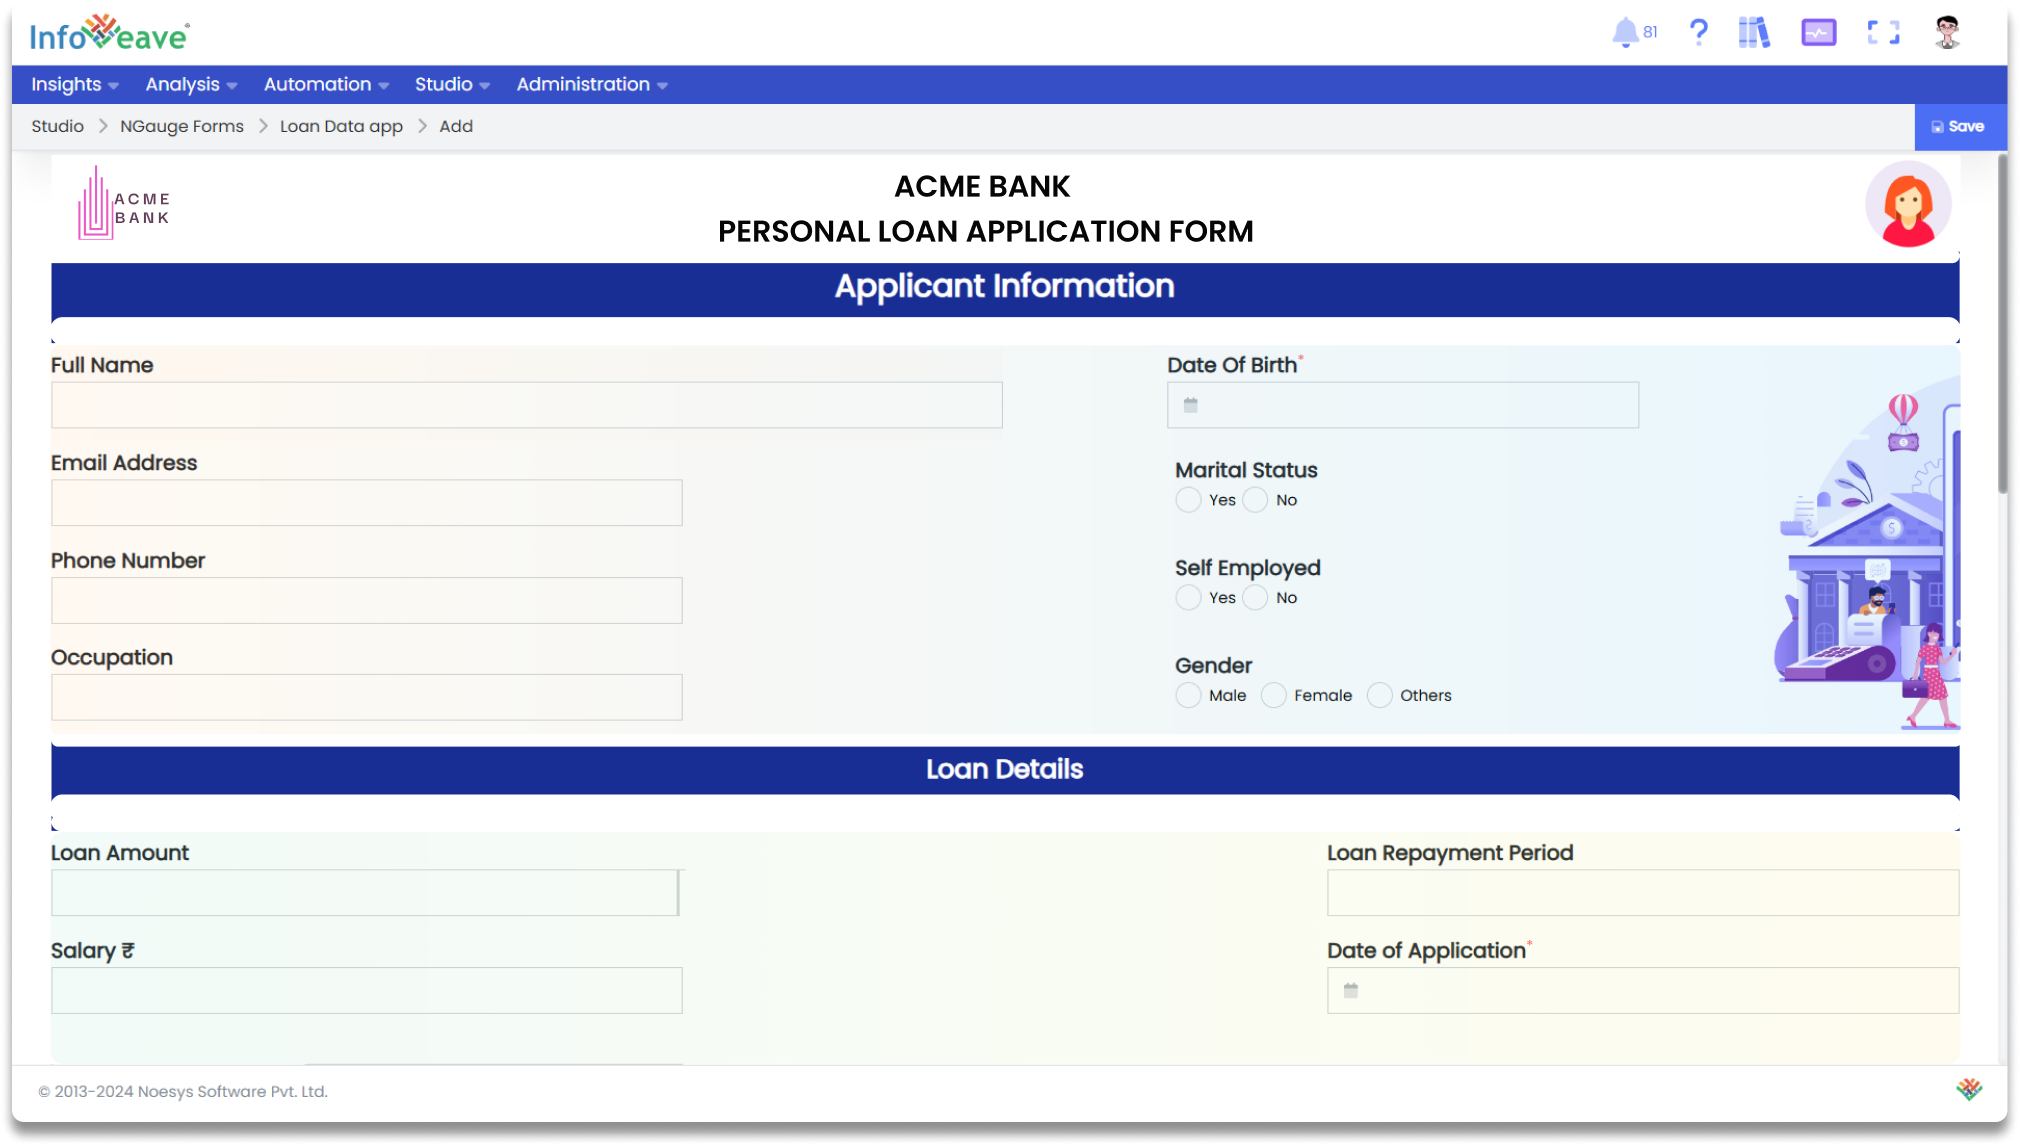 Infoveave®
81
Insights Analysis Automation Studio Administration
Studio NGauge Forms Loan Data app Add
Save
ACME
BANK
ACME BANK
PERSONAL LOAN APPLICATION FORM
Applicant Information
Full Name
Date Of Birth*
Email Address
Marital Status
Yes No
Phone Number
Self Employed
Yes No
Occupation
Gender
Male Female Others
Loan Details
Loan Amount
Loan Repayment Period
Salary ₹
Date of Application*
© 2013-2024 Noesys Software Pvt. Ltd.